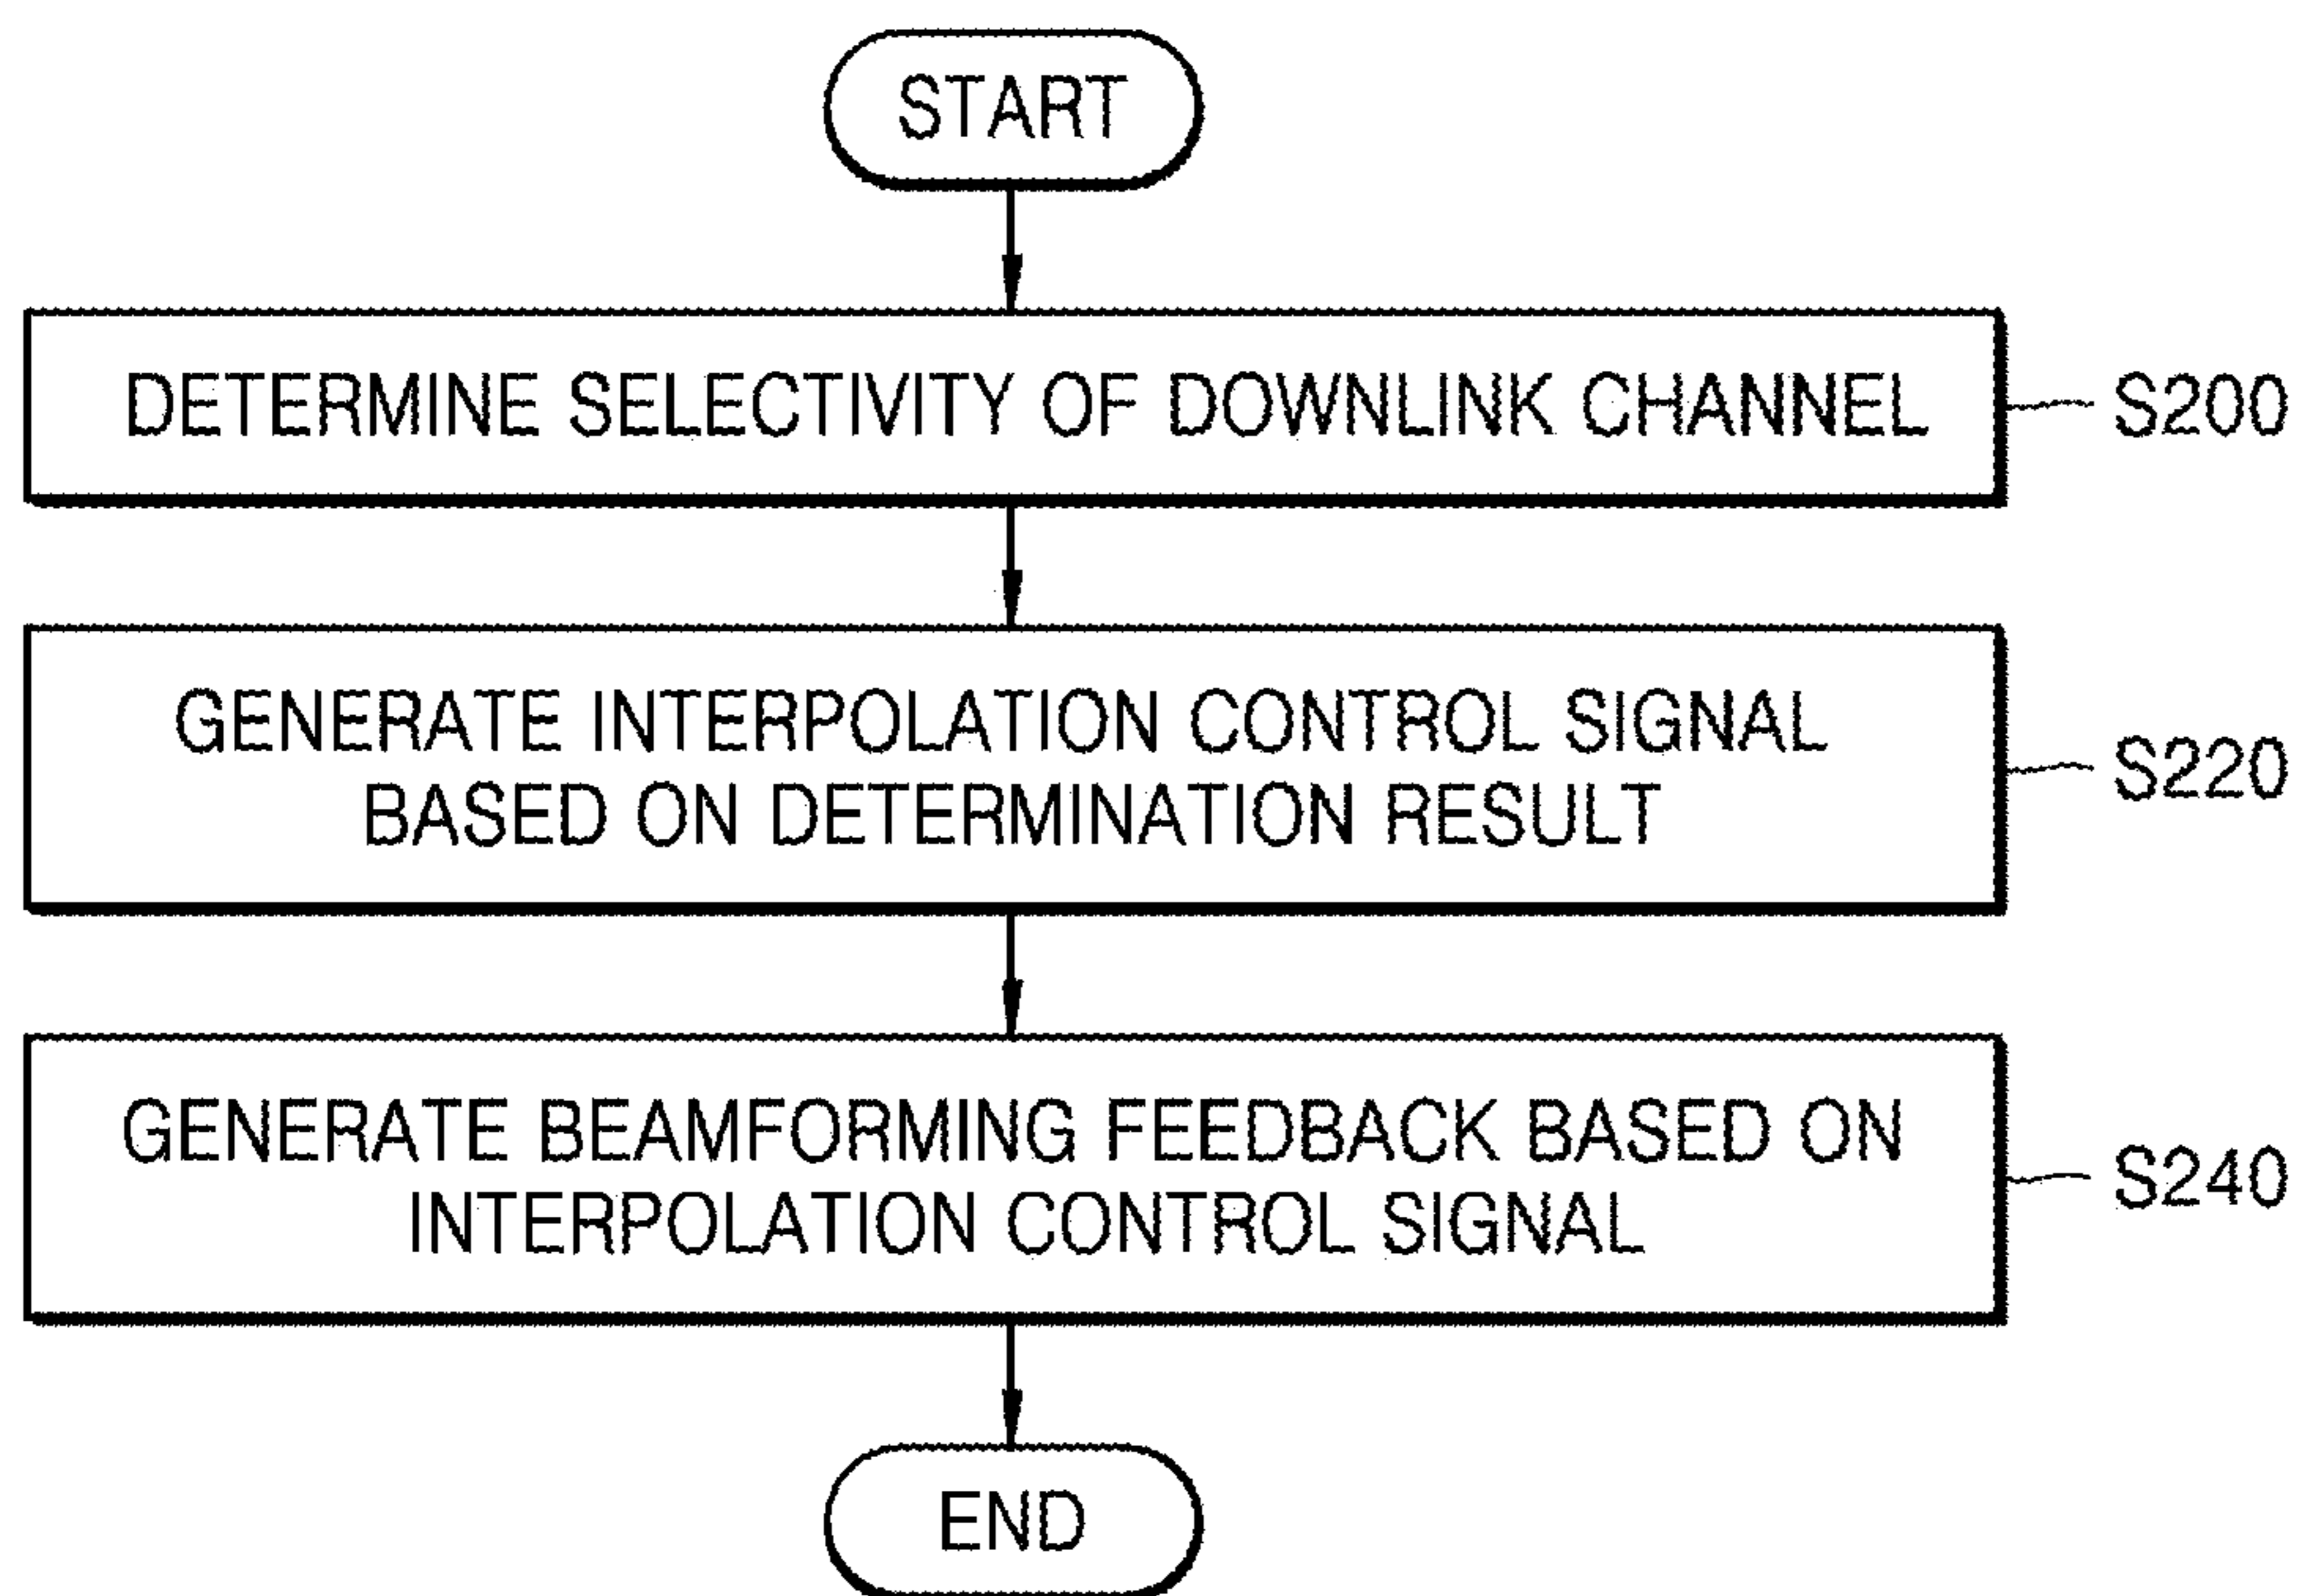 START
DETERMINE SELECTIVITY OF DOWNLINK CHANNEL
S200
GENERATE INTERPOLATION CONTROL SIGNAL
BASED ON DETERMINATION RESULT
S220
GENERATE BEAMFORMING FEEDBACK BASED ON
INTERPOLATION CONTROL SIGNAL
S240
END